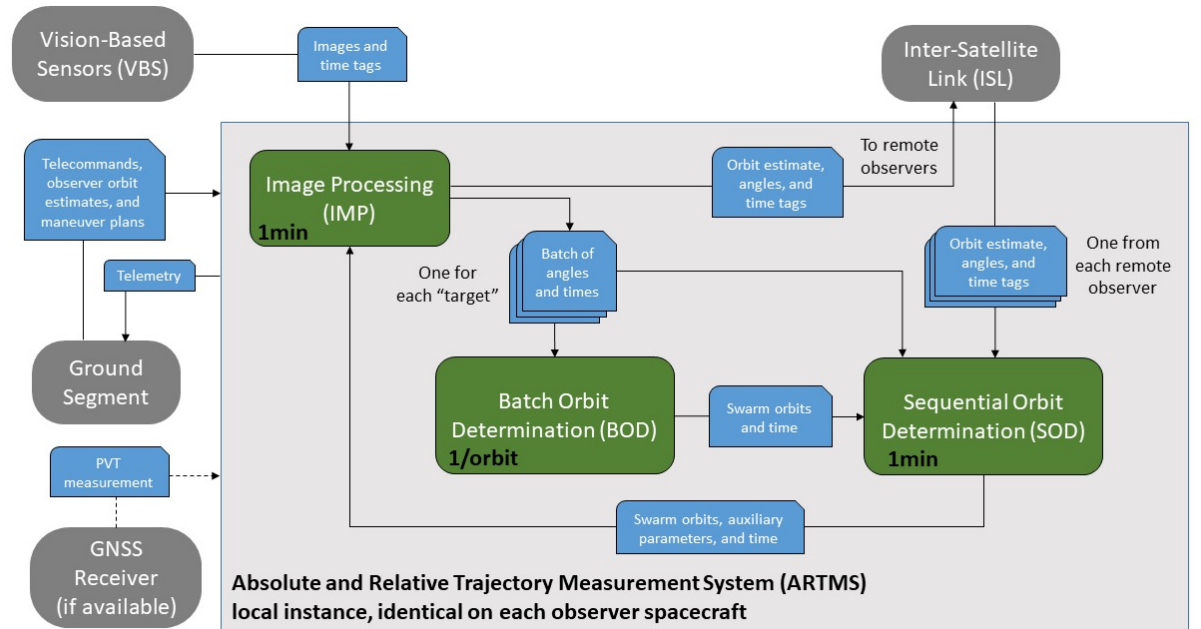 Vision-Based
Sensors (VBS)
Images and
time tags
Inter-Satellite
Link (ISL)
Telecommands,
observer orbit
estimates, and
maneuver plans
Image Processing
(IMP)
1min
Orbit estimate,
angles, and
time tags
To remote
observers
Telemetry
One for
each “target”
Batch of
angles
and times
Orbit estimate,
angles, and
time tags
One from
each remote
observer
Ground
Segment
Batch Orbit
Determination (BOD)
1/orbit
Swarm orbits
and time
Sequential Orbit
Determination (SOD)
1min
PVT
measurement
Swarm orbits, auxiliary
parameters, and time
GNSS
Receiver
(if available)
Absolute and Relative Trajectory Measurement System (ARTMS)
local instance, identical on each observer spacecraft